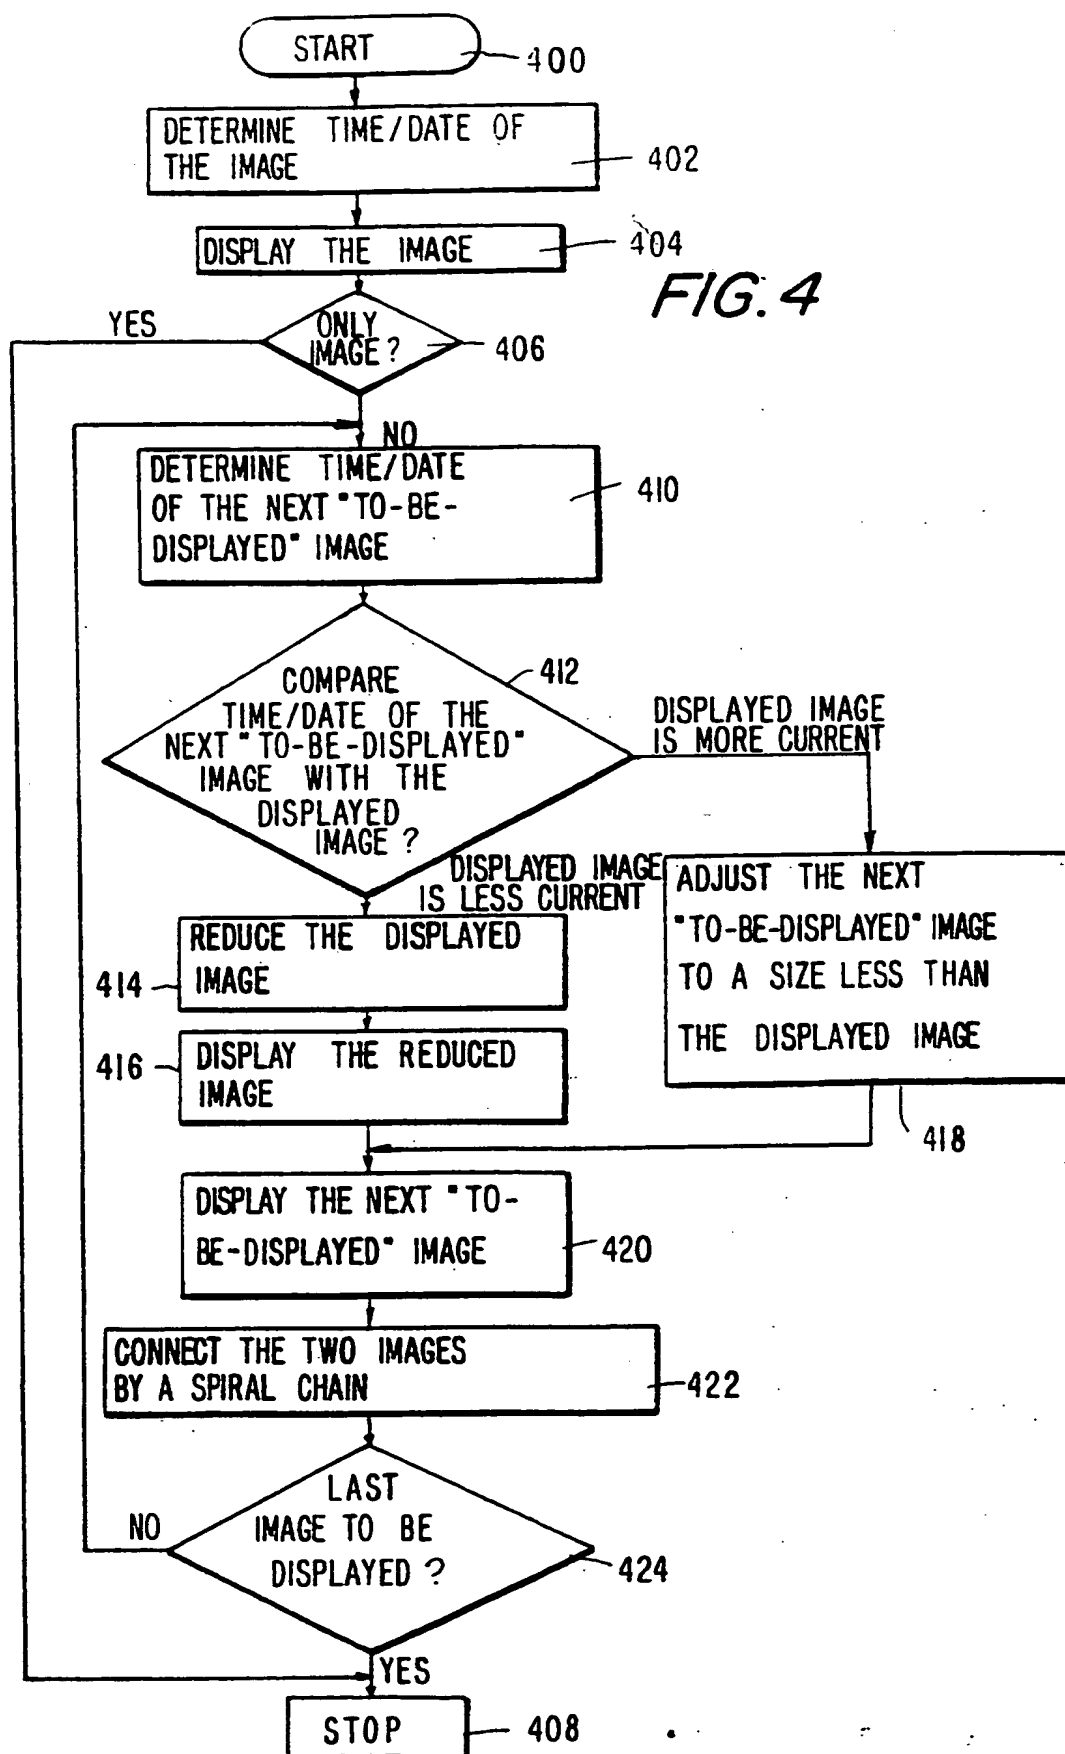 START
400
DETERMINE TIME/DATE OF
THE IMAGE
402
DISPLAY THE IMAGE
404
FIG. 4
YES
ONLY
IMAGE?
406
NO
DETERMINE TIME/DATE
OF THE NEXT "TO-BE-
DISPLAYED" IMAGE
410
COMPARE
TIME/DATE OF THE
NEXT "TO-BE-DISPLAYED"
IMAGE WITH THE
DISPLAYED
IMAGE?
412
DISPLAYED IMAGE
IS MORE CURRENT
DISPLAYED IMAGE
IS LESS CURRENT
REDUCE THE DISPLAYED
IMAGE
414
DISPLAY THE REDUCED
IMAGE
416
ADJUST THE NEXT
"TO-BE-DISPLAYED" IMAGE
TO A SIZE LESS THAN
THE DISPLAYED IMAGE
418
DISPLAY THE NEXT "TO-
BE-DISPLAYED" IMAGE
420
CONNECT THE TWO IMAGES
BY A SPIRAL CHAIN
422
LAST
IMAGE TO BE
DISPLAYED?
424
NO
YES
STOP
408